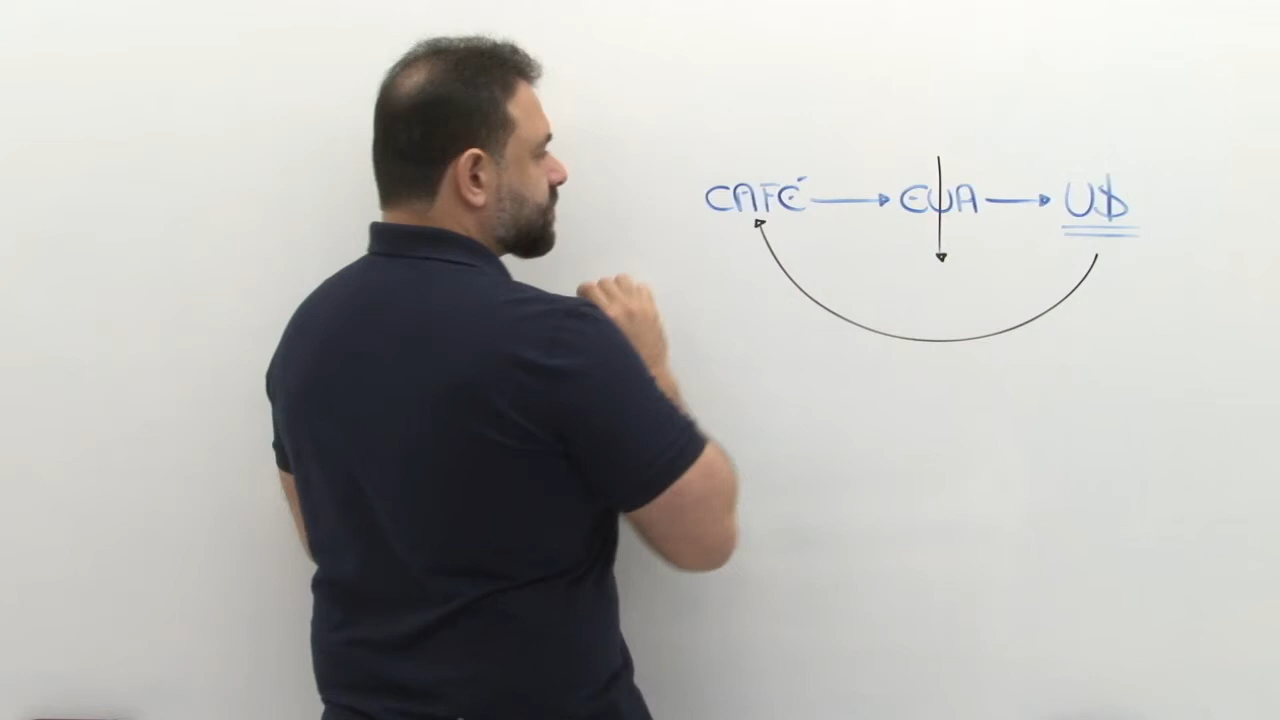 CAFÉ → EUA → U$